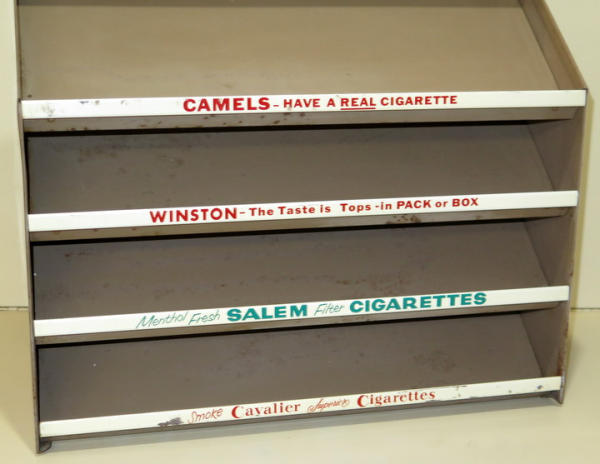 CAMELS - HAVE A REAL CIGARETTE
WINSTON - The Taste is Tops - in PACK or BOX
Menthol Fresh SALEM Filter CIGARETTES
Smoke Cavalier Superior Cigarettes